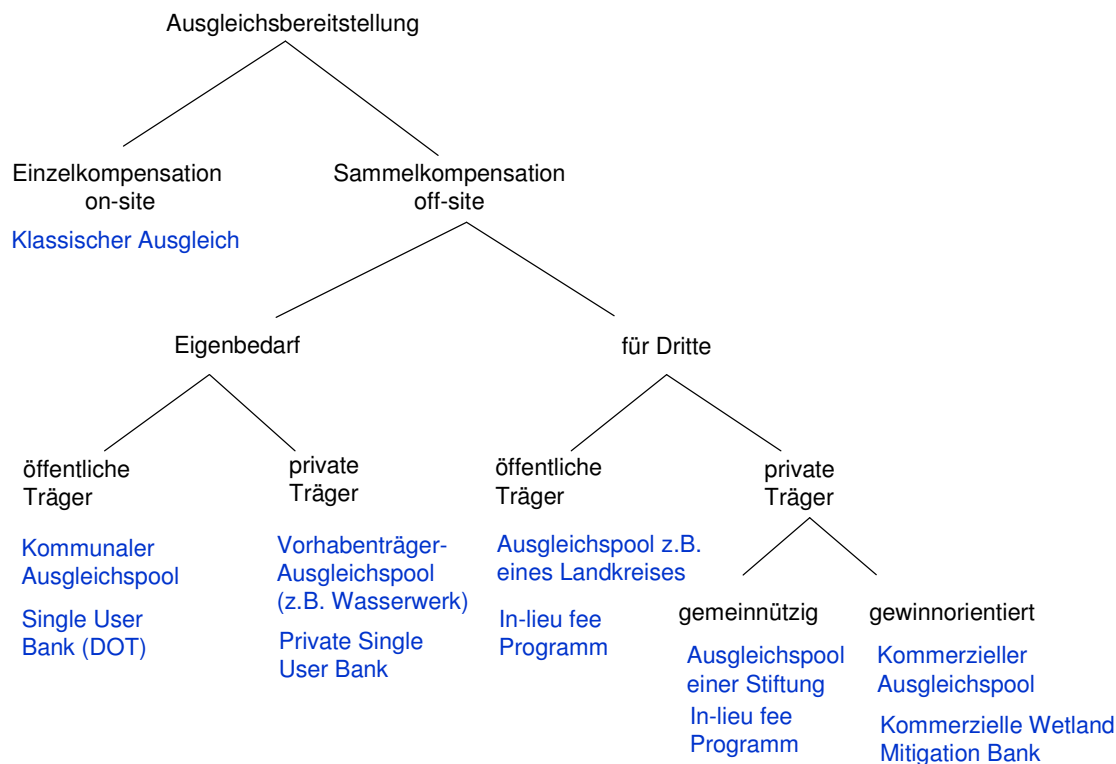 Ausgleichsbereitstellung
Einzelkompensation
on-site
Klassischer Ausgleich
Sammelkompensation
off-site
Eigenbedarf
für Dritte
öffentliche
Träger
Kommunaler
Ausgleichspool
Single User
Bank (DOT)
private
Träger
Vorhabenträger-
Ausgleichspool
(z.B. Wasserwerk)
Private Single
User Bank
öffentliche
Träger
Ausgleichspool z.B.
eines Landkreises
In-lieu fee
Programm
private
Träger
gemeinnützig
Ausgleichspool
einer Stiftung
In-lieu fee
Programm
gewinnorientiert
Kommerzieller
Ausgleichspool
Kommerzielle Wetland
Mitigation Bank